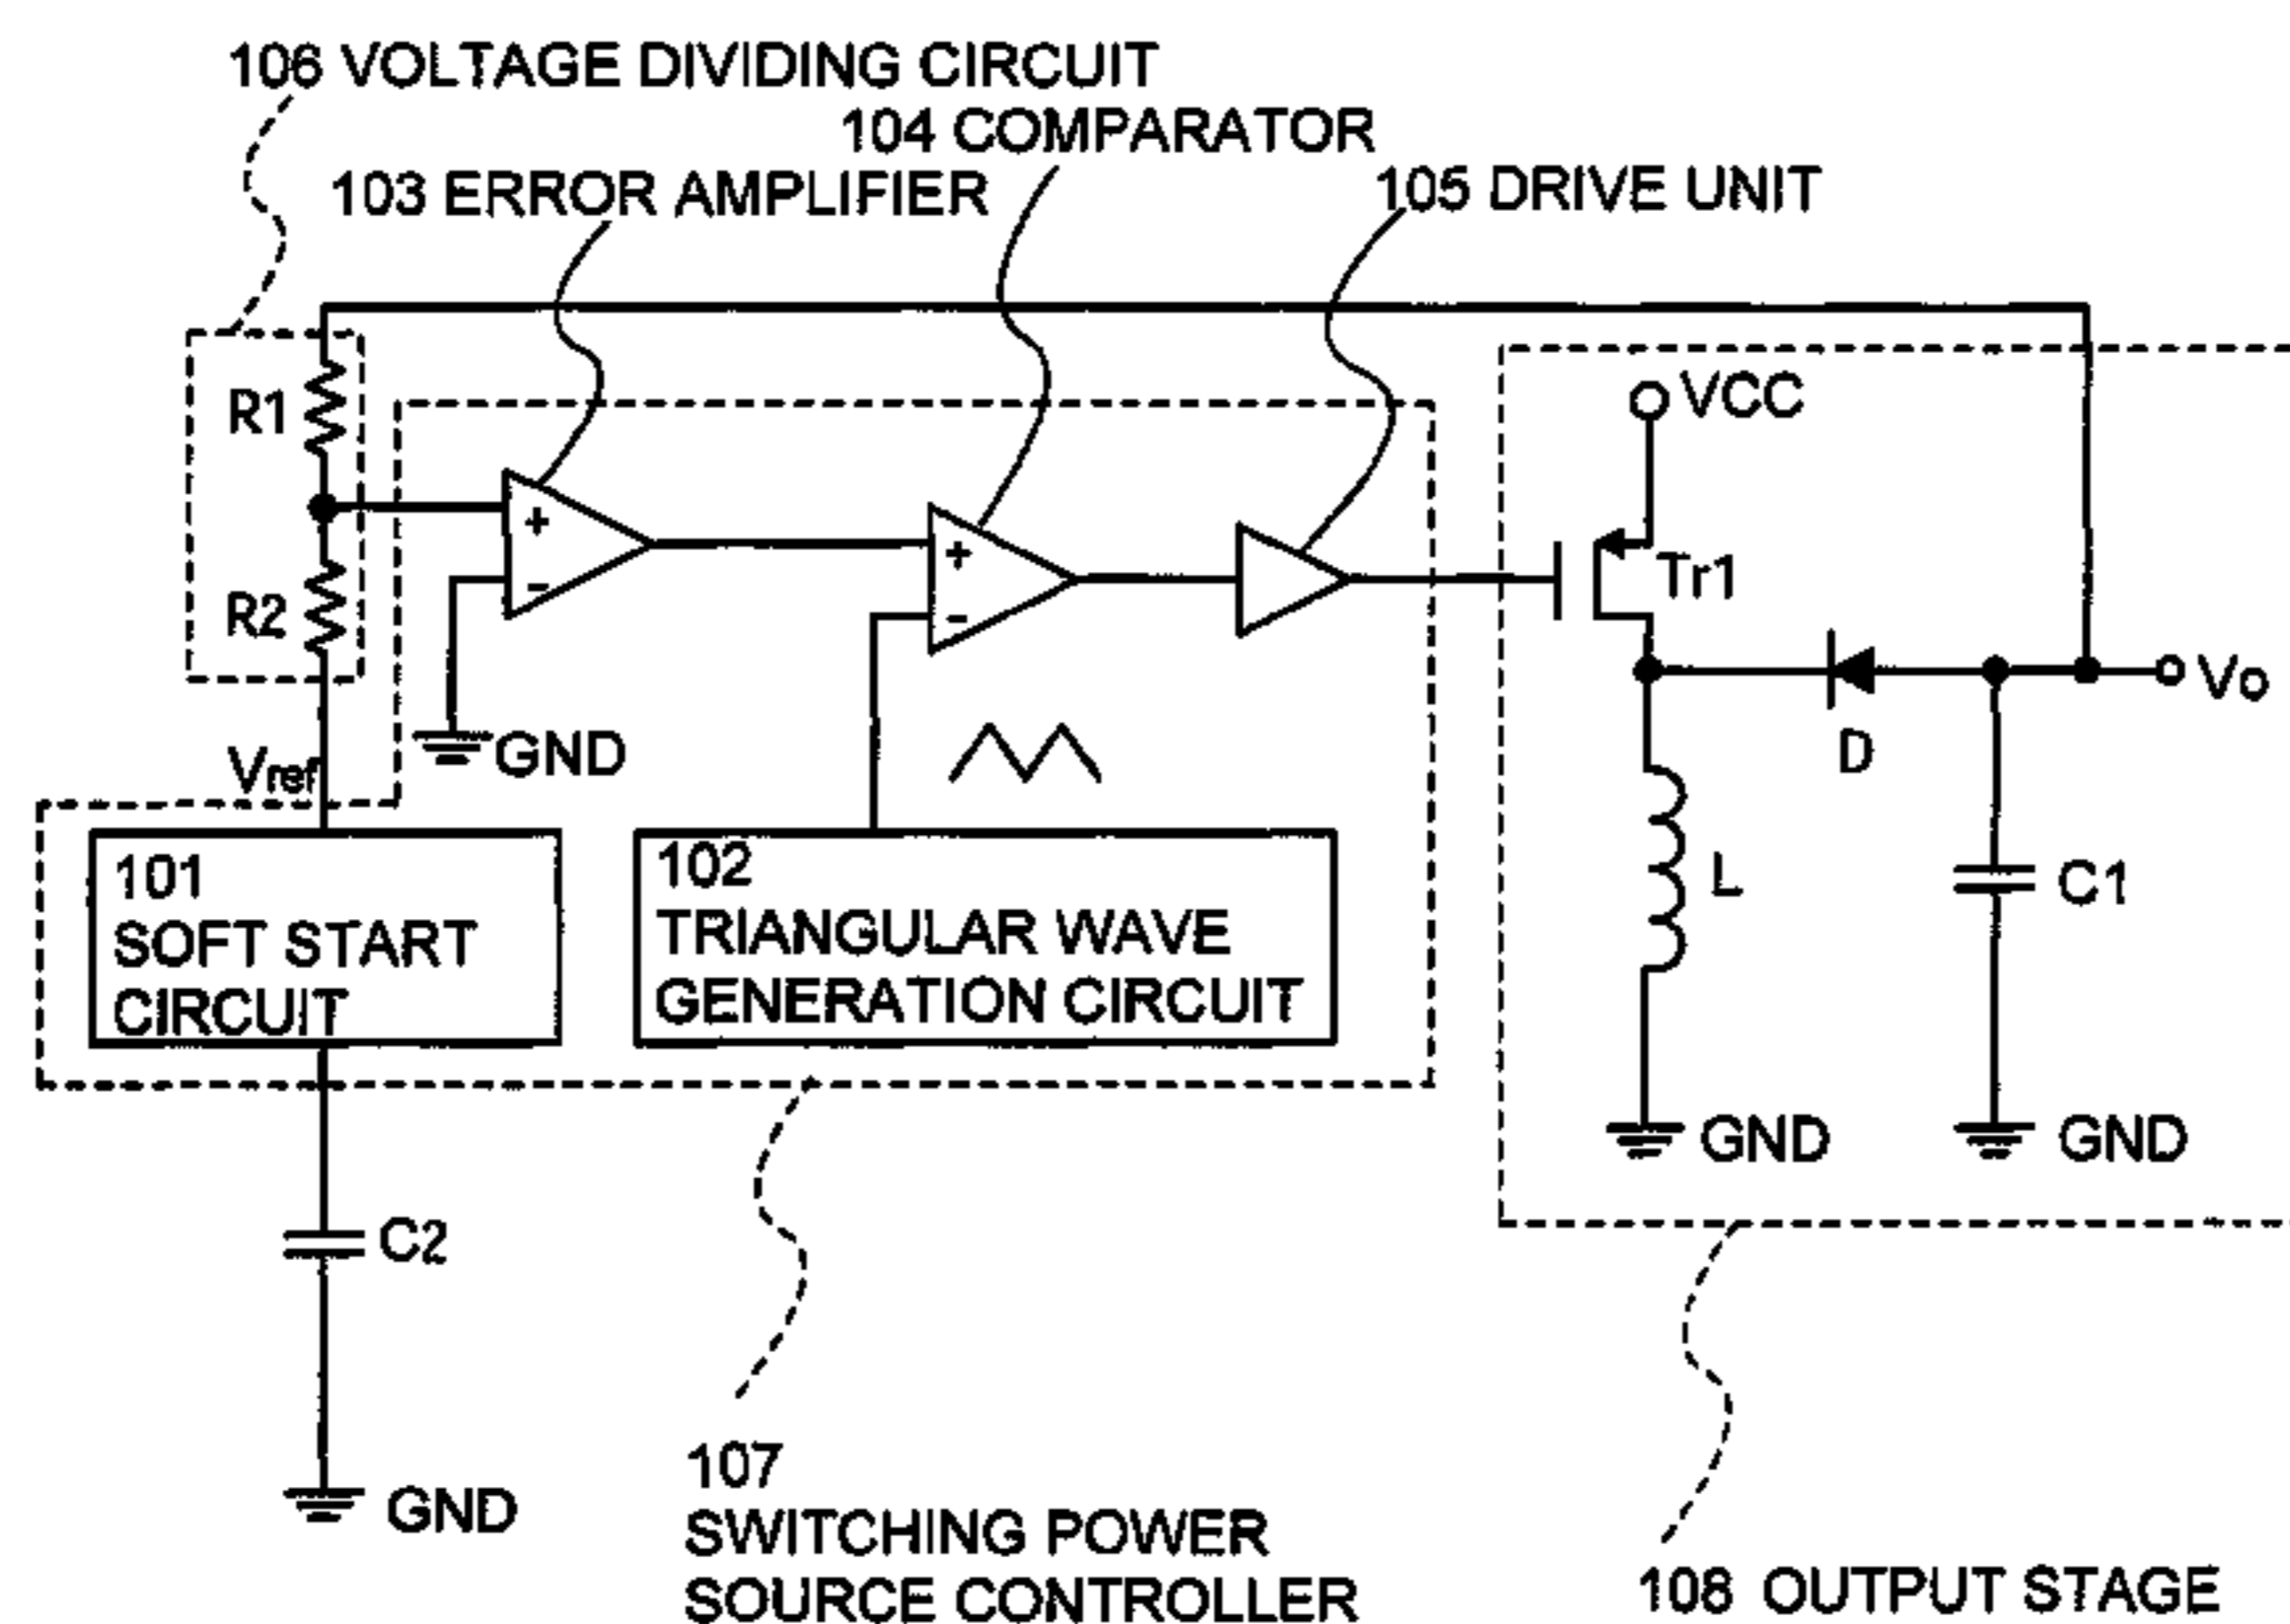 106 VOLTAGE DIVIDING CIRCUIT
104 COMPARATOR
103 ERROR AMPLIFIER
105 DRIVE UNIT
R1
VCC
+
-
+
-
Tr1
R2
Vref
GND
Vo
D
101
SOFT START
CIRCUIT
102
TRIANGULAR WAVE
GENERATION CIRCUIT
L
C1
GND
GND
C2
GND
107
SWITCHING POWER
SOURCE CONTROLLER
108 OUTPUT STAGE